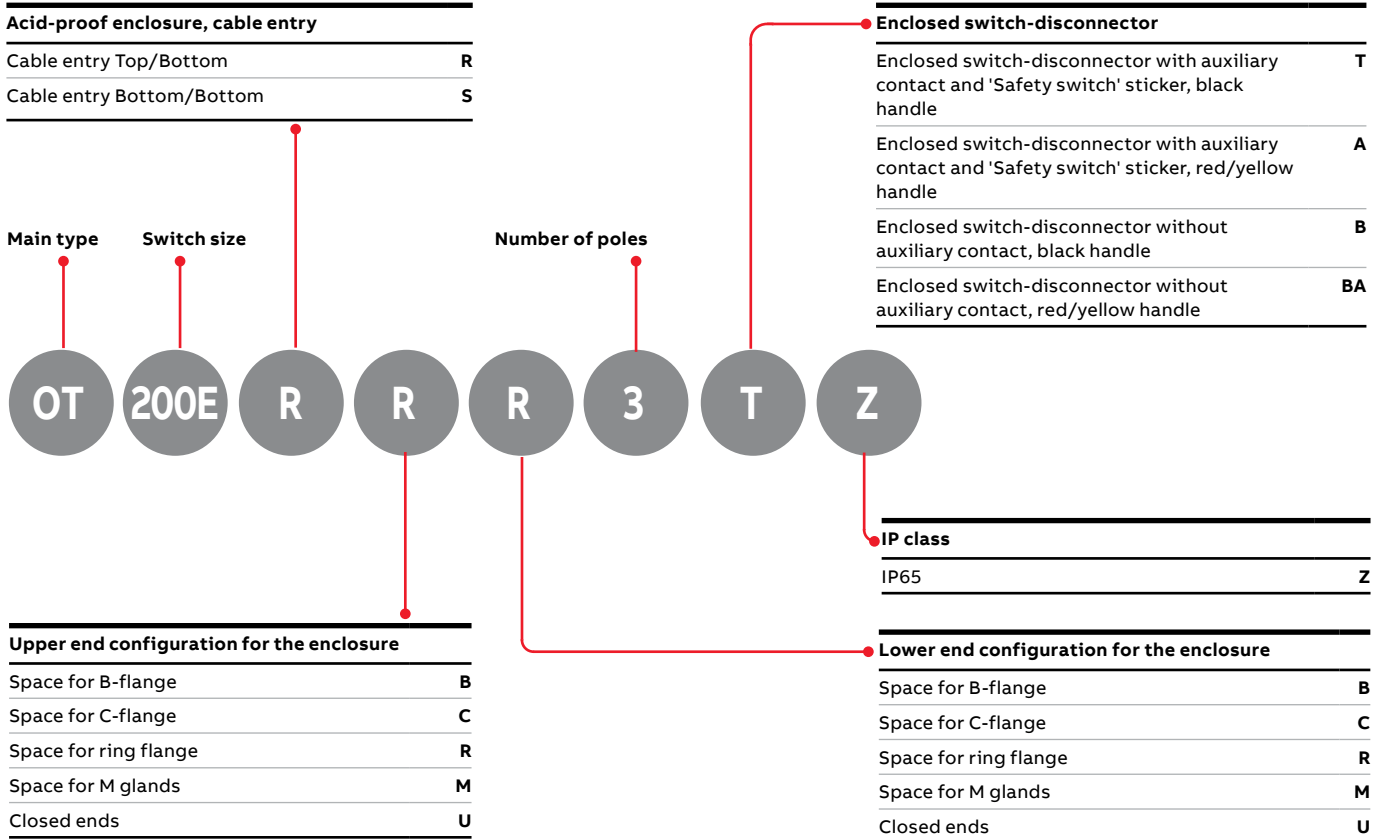 Acid-proof enclosure, cable entry
Cable entry Top/Bottom R
Cable entry Bottom/Bottom S
Enclosed switch-disconnector
Enclosed switch-disconnector with auxiliary T
contact and 'Safety switch' sticker, black
handle
Enclosed switch-disconnector with auxiliary A
contact and 'Safety switch' sticker, red/yellow
handle
Enclosed switch-disconnector without B
auxiliary contact, black handle
Enclosed switch-disconnector without BA
auxiliary contact, red/yellow handle
Main type Switch size Number of poles
OT 200E R R R 3 T Z
IP class
IP65 Z
Upper end configuration for the enclosure
Space for B-flange B
Space for C-flange C
Space for ring flange R
Space for M glands M
Closed ends U
Lower end configuration for the enclosure
Space for B-flange B
Space for C-flange C
Space for ring flange R
Space for M glands M
Closed ends U